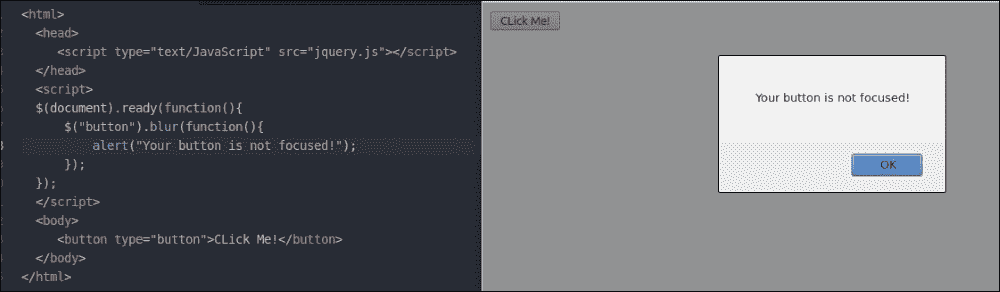 <html>
<head>
<script type="text/JavaScript" src="jquery.js"></script>
</head>
<script>
$(document).ready(function(){
$("button").blur(function(){
alert("Your button is not focused!");
});
});
</script>
<body>
<button type="button">CLick Me!</button>
</body>
</html>
CLick Me!
Your button is not focused!
OK